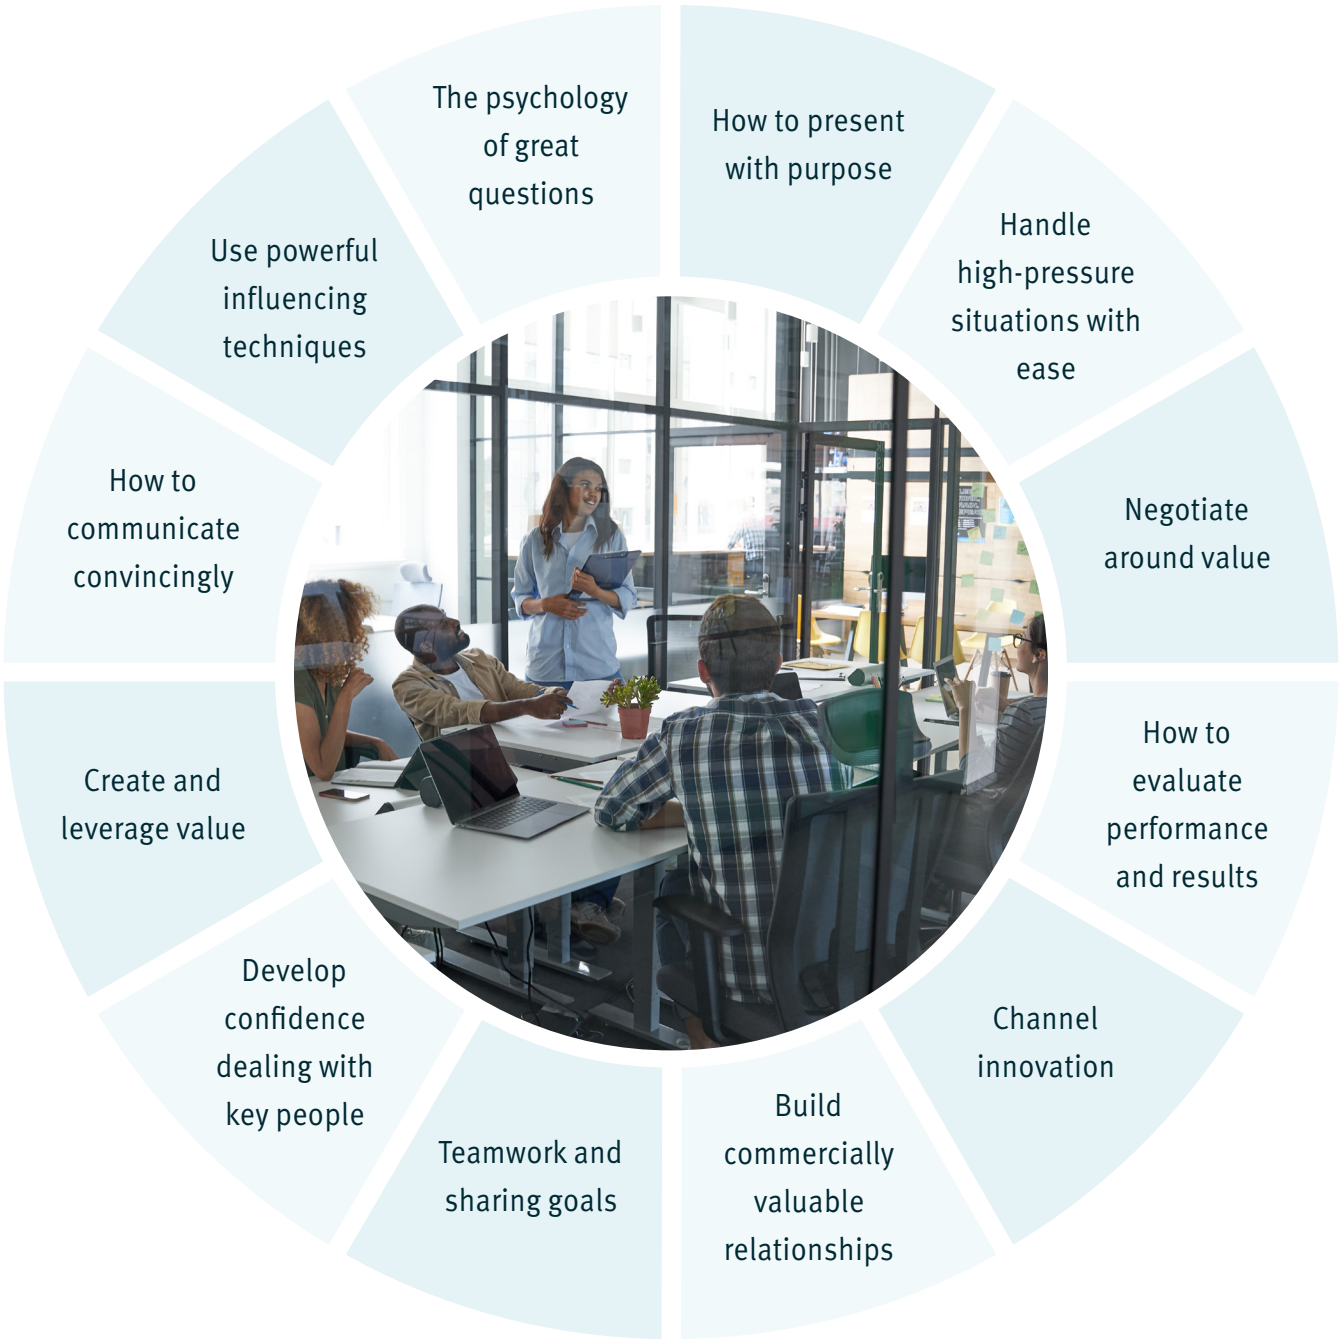 The psychology
of great
questions
How to present
with purpose
Handle
high-pressure
situations with
ease
Negotiate
around value
How to
evaluate
performance
and results
Channel
innovation
Build
commercially
valuable
relationships
Teamwork and
sharing goals
Develop
confidence
dealing with
key people
Create and
leverage value
How to
communicate
convincingly
Use powerful
influencing
techniques